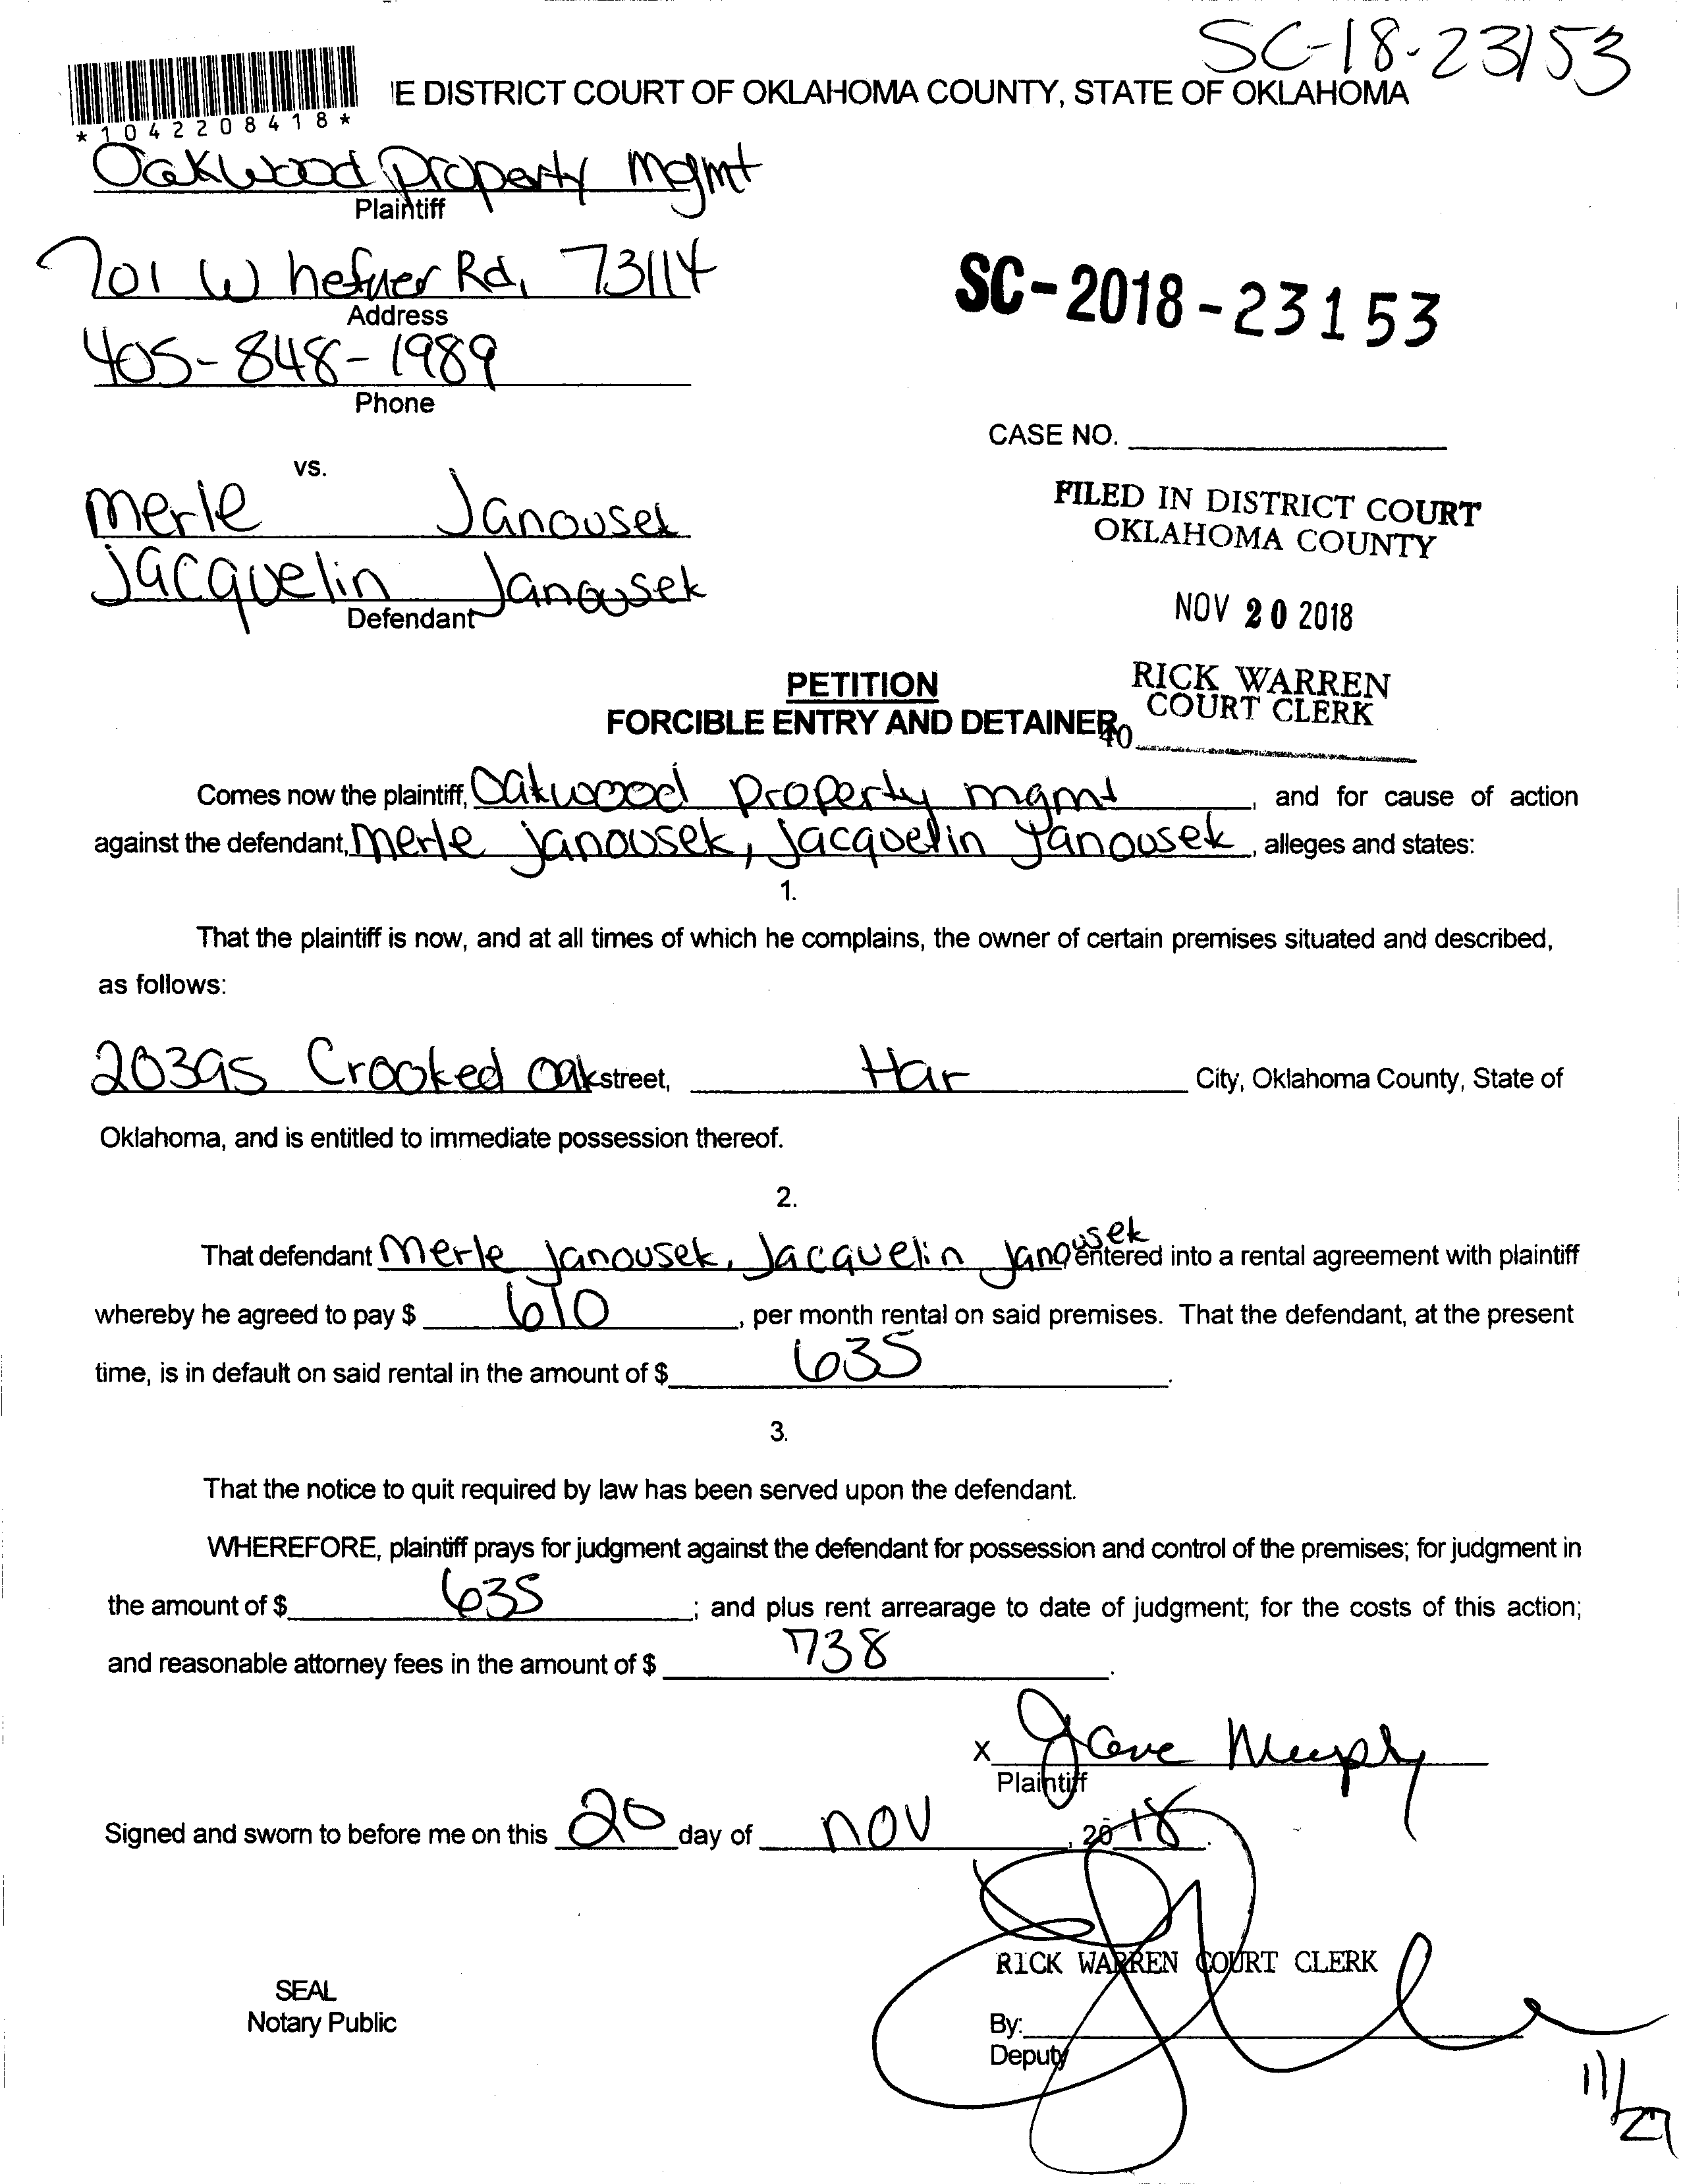 SC-18-23153
IE DISTRICT COURT OF OKLAHOMA COUNTY, STATE OF OKLAHOMA
*1042208418*
Oakwood Property Mgmt
Plaintiff
701 W hefner Rd, 73114
Address
SC-2018-23153
405-848-1989
Phone
CASE NO.
vs.
Merle Janousek
FILED IN DISTRICT COURT
OKLAHOMA COUNTY
Jacquelin Janousek
Defendant
NOV 20 2018
PETITION
RICK WARREN
COURT CLERK
FORCIBLE ENTRY AND DETAINER
40
Comes now the plaintiff, Oakwood property mgmt, and for cause of action
against the defendant, Merle Janousek, Jacquelin Janousek, alleges and states:
1.
That the plaintiff is now, and at all times of which he complains, the owner of certain premises situated and described,
as follows:
20395 Crooked Oak street, Har City, Oklahoma County, State of
Oklahoma, and is entitled to immediate possession thereof.
2.
That defendant Merle Janousek, Jacquelin Janousek entered into a rental agreement with plaintiff
whereby he agreed to pay $ 610, per month rental on said premises. That the defendant, at the present
time, is in default on said rental in the amount of $ 635.
3.
That the notice to quit required by law has been served upon the defendant.
WHEREFORE, plaintiff prays for judgment against the defendant for possession and control of the premises; for judgment in
the amount of $ 635; and plus rent arrearage to date of judgment; for the costs of this action;
and reasonable attorney fees in the amount of $ 738.
X Murphy
Plaintiff
Signed and sworn to before me on this 20 day of NOV, 2018.
RICK WARREN COURT CLERK
SEAL
Notary Public
By:
Deputy
11/27